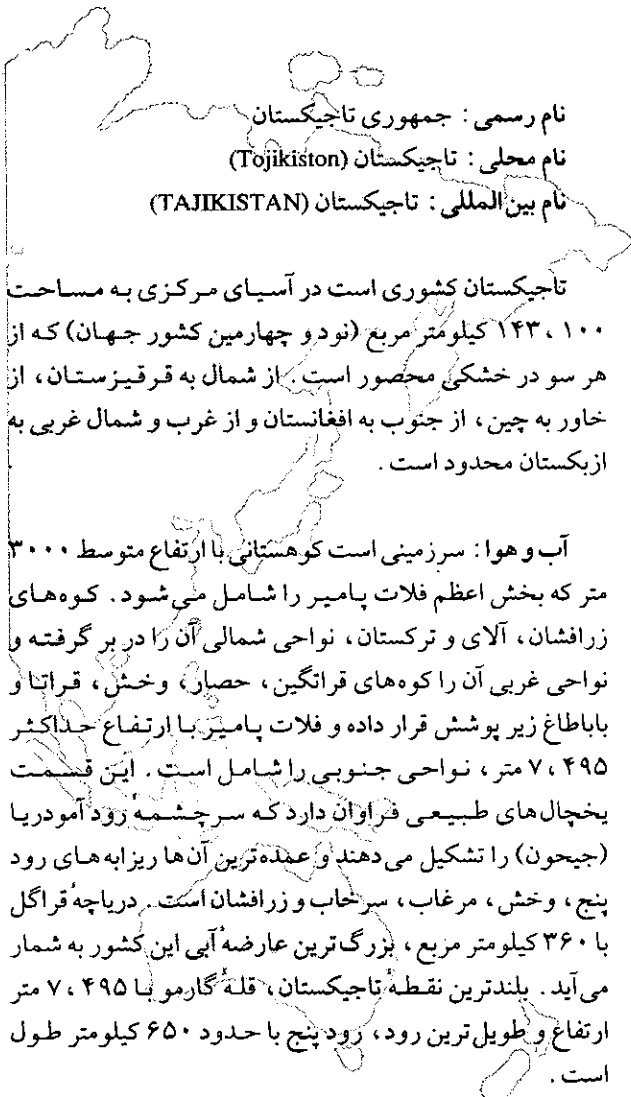 نام رسمی : جمهوری تاجیکستان
نام محلی : تاجیکستان (Tojikiston)
نام بین‌المللی : تاجیکستان (TAJIKISTAN)
تاجیکستان کشوری است در آسیای مرکزی به مساحت
۱۴۳،۱۰۰ کیلومتر مربع (نود و چهارمین کشور جهان) که از
هر سو در خشکی محصور است . از شمال به قرقیزستان ، از
خاور به چین ، از جنوب به افغانستان و از غرب و شمال غربی به
ازبکستان محدود است .
آب و هوا : سرزمینی است کوهستانی با ارتفاع متوسط ۳۰۰۰
متر که بخش اعظم فلات پامیر را شامل می‌شود . کوه‌های
زرافشان ، آلای و ترکستان ، نواحی شمالی آن را در بر گرفته و
نواحی غربی آن را کوه‌های قراتگین ، حصار ، وخش ، قراتا و
باباطاغ زیر پوشش قرار داده و فلات پامیر با ارتفاع حداکثر
۷،۴۹۵ متر ، نواحی جنوبی را شامل است . این قسمت
یخچال‌های طبیعی فراوان دارد که سرچشمهٔ رود آمودریا
(جیحون) را تشکیل می‌دهند و عمده‌ترین آن‌ها ریزابه‌های رود
پنج ، وخش ، مرغاب ، سرخاب و زرافشان است . دریاچهٔ قراگل
با ۳۶۰ کیلومتر مربع ، بزرگ‌ترین عارضهٔ آبی این کشور به شمار
می‌آید . بلندترین نقطهٔ تاجیکستان ، قلهٔ گارمو با ۷،۴۹۵ متر
ارتفاع و طویل‌ترین رود ، رود پنج با حدود ۶۵۰ کیلومتر طول
است .